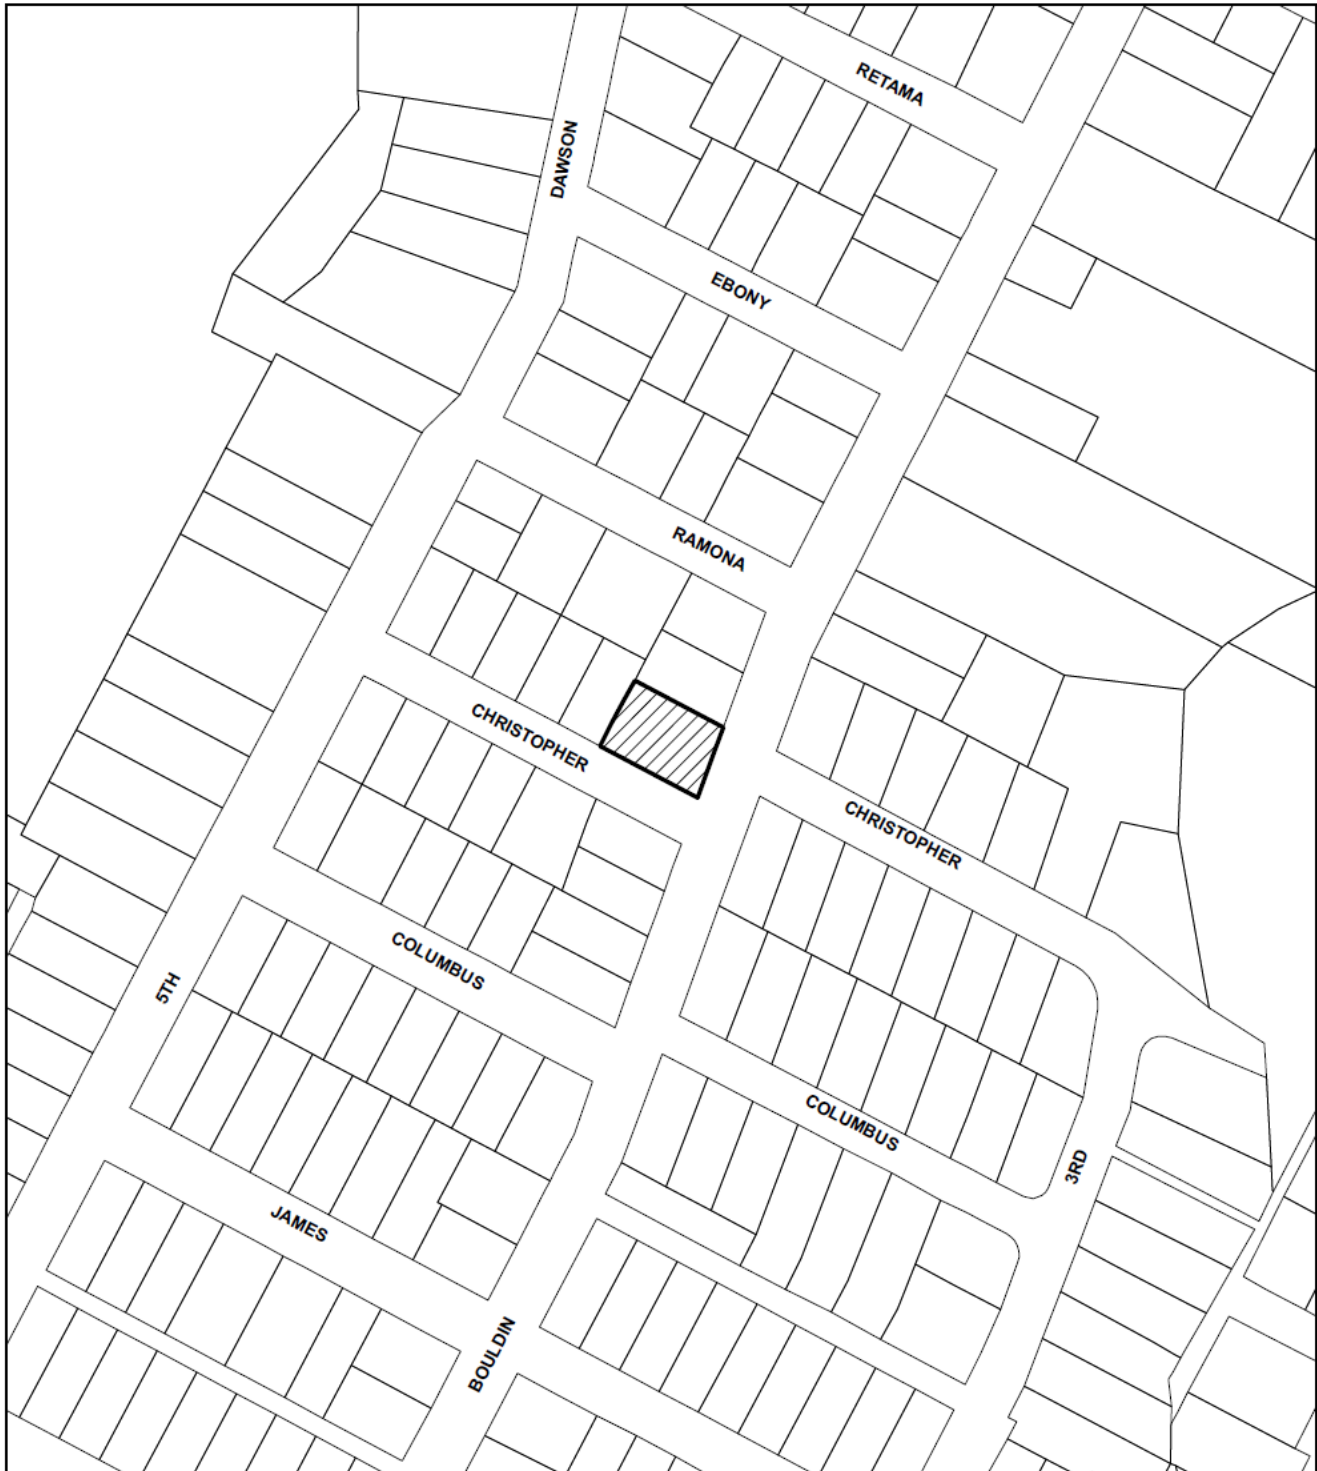 RETAMA
DAWSON
EBONY
RAMONA
CHRISTOPHER
CHRISTOPHER
COLUMBUS
5TH
COLUMBUS
3RD
JAMES
BOULDIN